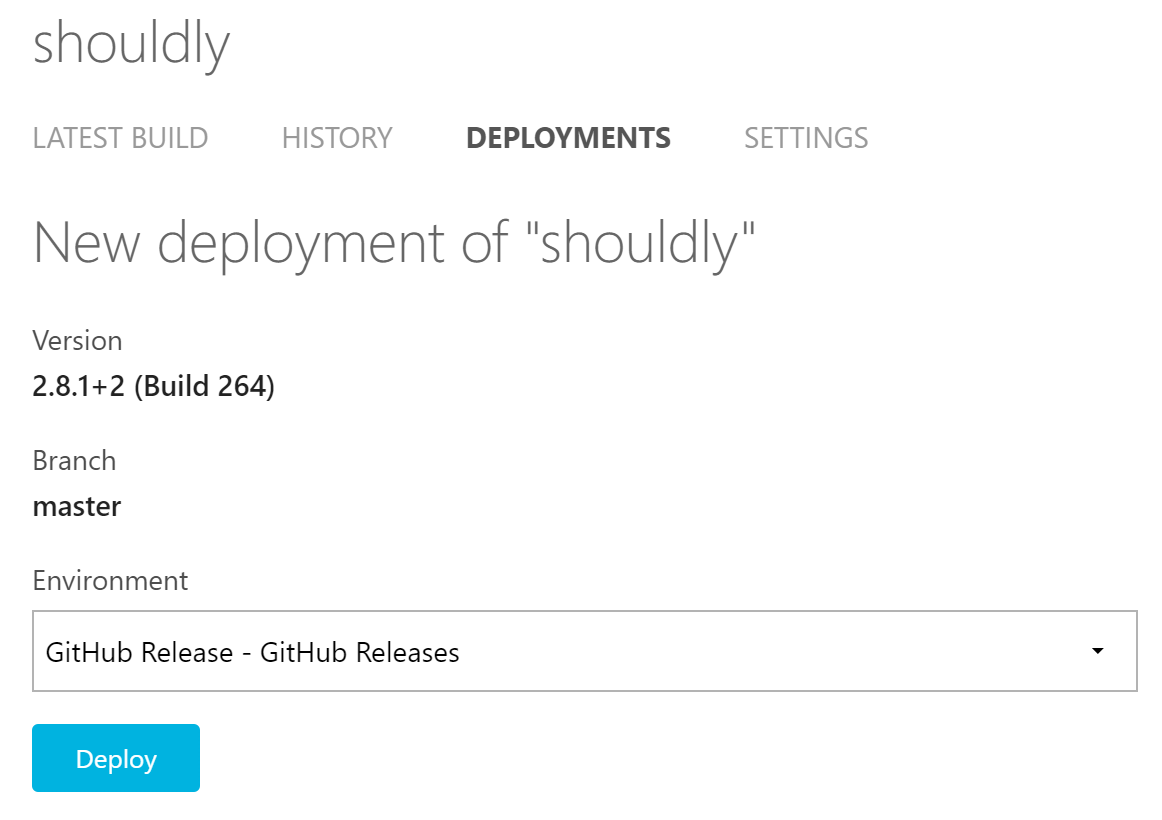 shouldly
LATEST BUILD HISTORY DEPLOYMENTS SETTINGS
New deployment of "shouldly"
Version
2.8.1+2 (Build 264)
Branch
master
Environment
GitHub Release - GitHub Releases
Deploy